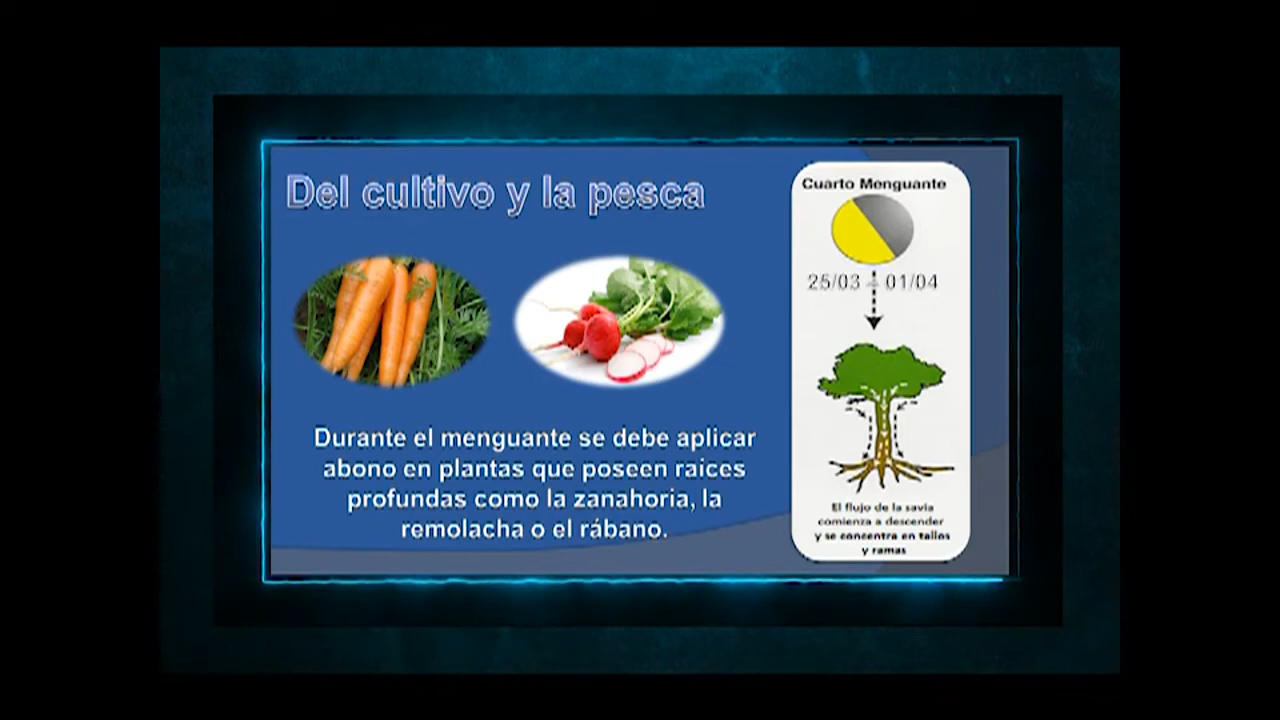 Del cultivo y la pesca
Durante el menguante se debe aplicar
abono en plantas que poseen raices
profundas como la zanahoria, la
remolacha o el rábano.
Cuarto Menguante
25/03 - 01/04
El flujo de la savia
comienza a descender
y se concentra en tallos
y ramas